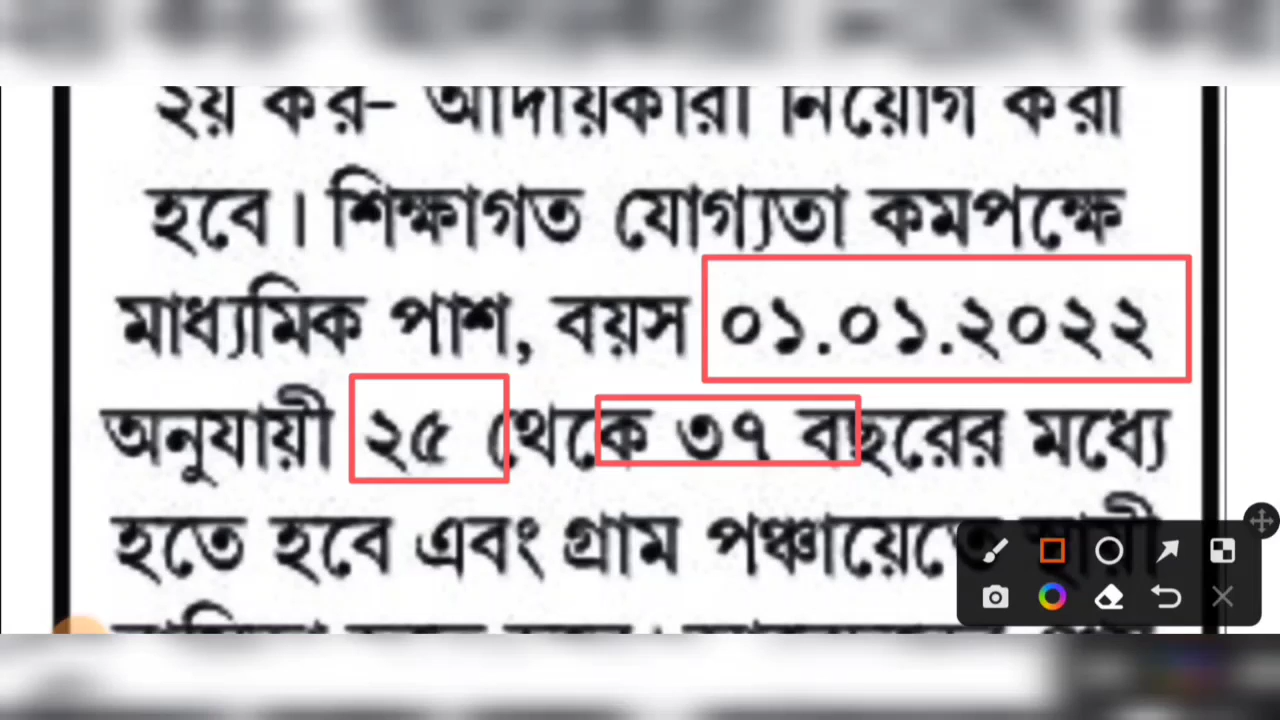 ২য় কর- আদায়কারী নিয়োগ করা
হবে। শিক্ষাগত যোগ্যতা কমপক্ষে
মাধ্যমিক পাশ, বয়স ০১.০১.২০২২
অনুযায়ী ২৫ থেকে ৩৭ বছরের মধ্যে
হতে হবে এবং গ্রাম পঞ্চায়েতে স্থায়ী